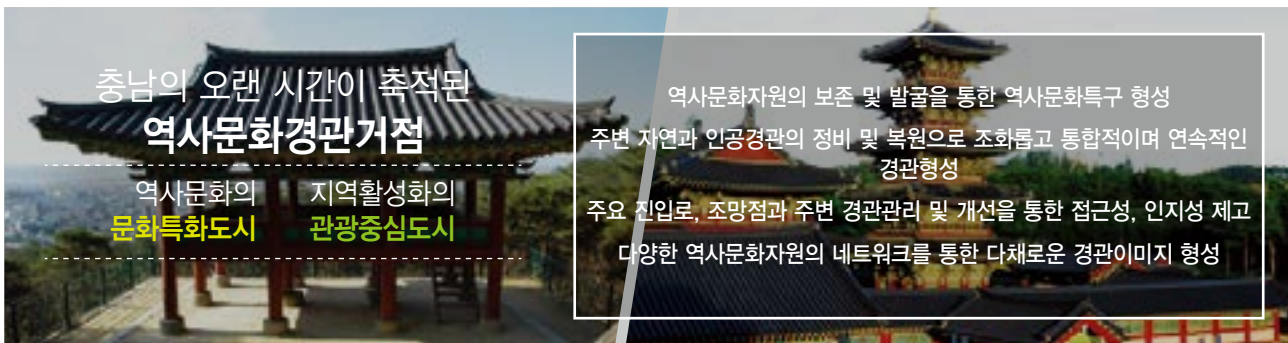 충남의 오랜 시간이 축적된
역사문화경관거점
역사문화의 지역활성화의
문화특화도시 관광중심도시
역사문화자원의 보존 및 발굴을 통한 역사문화특구 형성
주변 자연과 인공경관의 정비 및 복원으로 조화롭고 통합적이며 연속적인
경관형성
주요 진입로, 조망점과 주변 경관관리 및 개선을 통한 접근성, 인지성 제고
다양한 역사문화자원의 네트워크를 통한 다채로운 경관이미지 형성